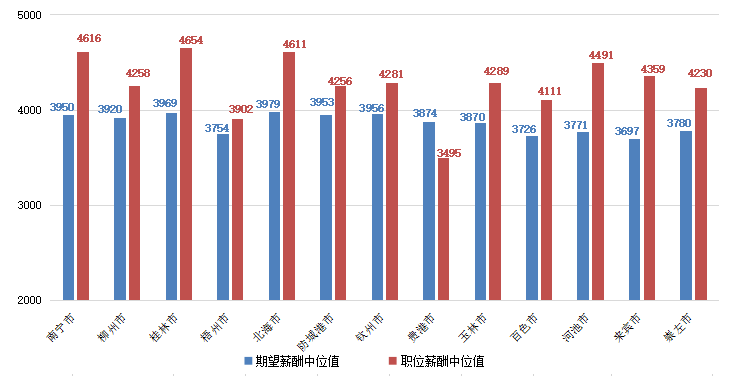 5000
4616
4654
4611
4491
4258
4256
4281
4289
4359
4230
4111
3950
3920
3969
3754
3902
3979
3953
3956
3874
3495
3870
3726
3771
3697
3780
4000
3000
2000
南宁市
柳州市
桂林市
梧州市
北海市
防城港市
钦州市
贵港市
玉林市
百色市
河池市
来宾市
崇左市
期望薪酬中位值 职位薪酬中位值